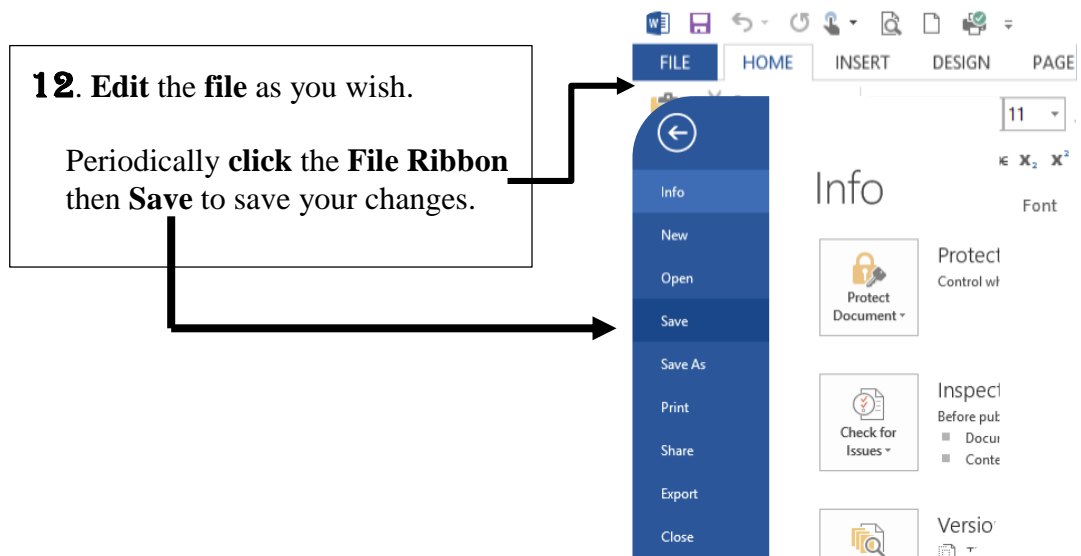 12. Edit the file as you wish.
Periodically click the File Ribbon
then Save to save your changes.
FILE HOME INSERT DESIGN PAGE
11
X₂ X²
Font
Info
New
Open
Save
Save As
Print
Share
Export
Close
Info
Protect
Document
Protect
Control wh
Check for
Issues
Inspect
Before pub
Docu
Conte
Versio